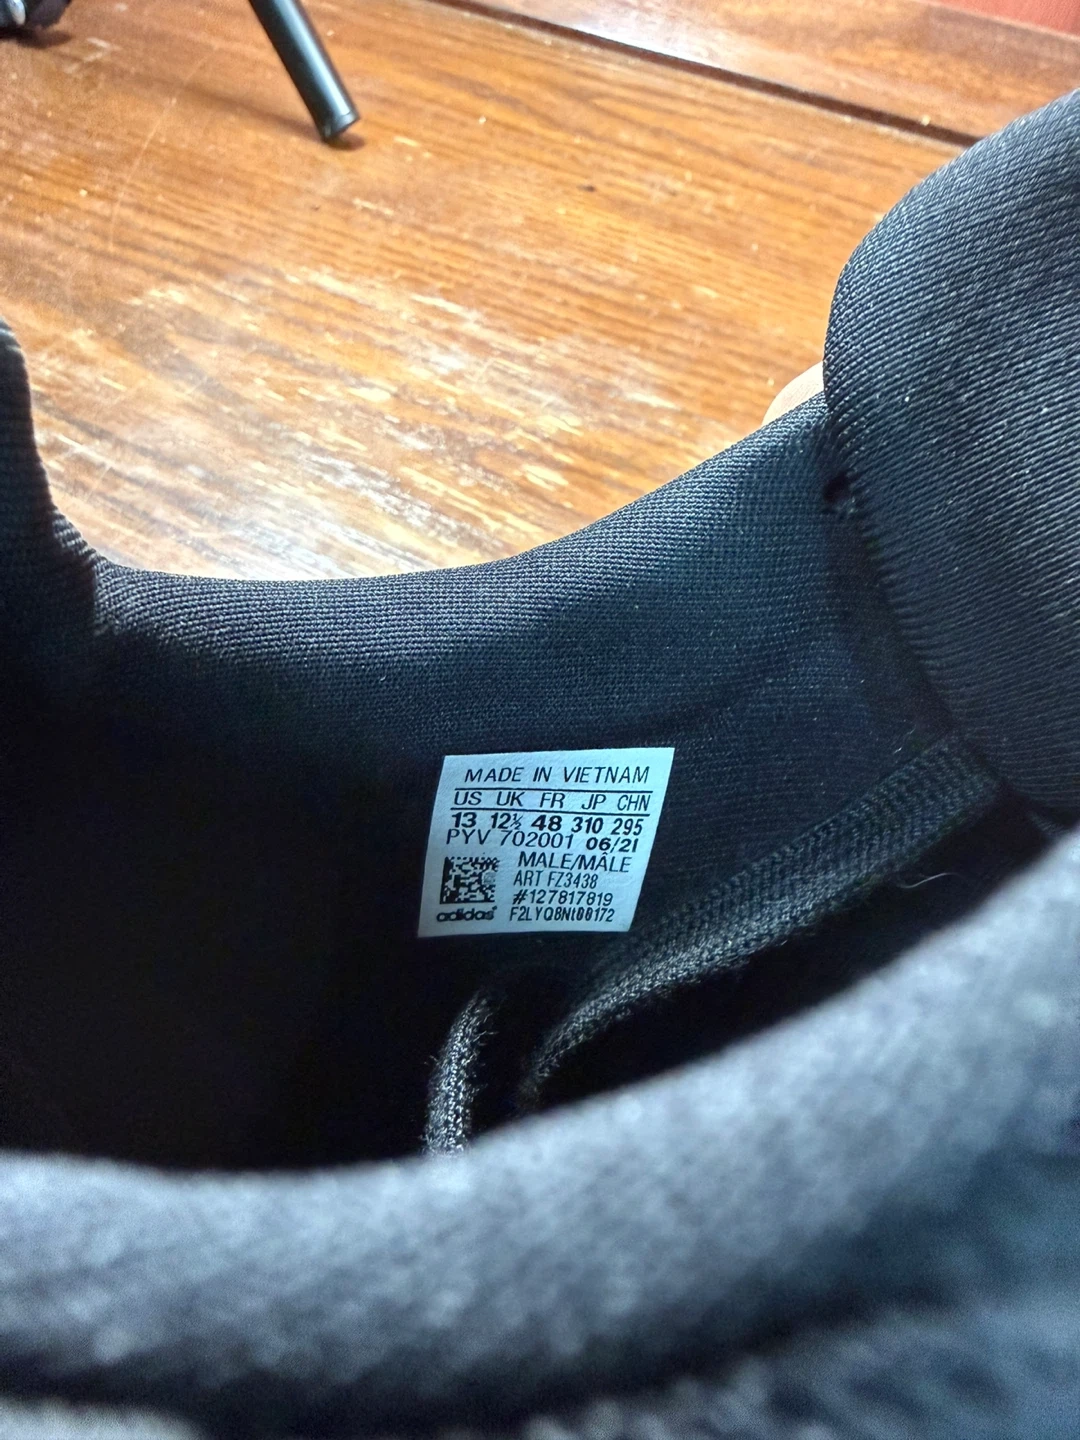 MADE IN VIETNAM
US UK FR JP CHN
13 12½ 48 310 295
PYV 702001 06/21
MALE/MÂLE
ART FZ3438
#127817819
adidas F2LYQ8Nt00172